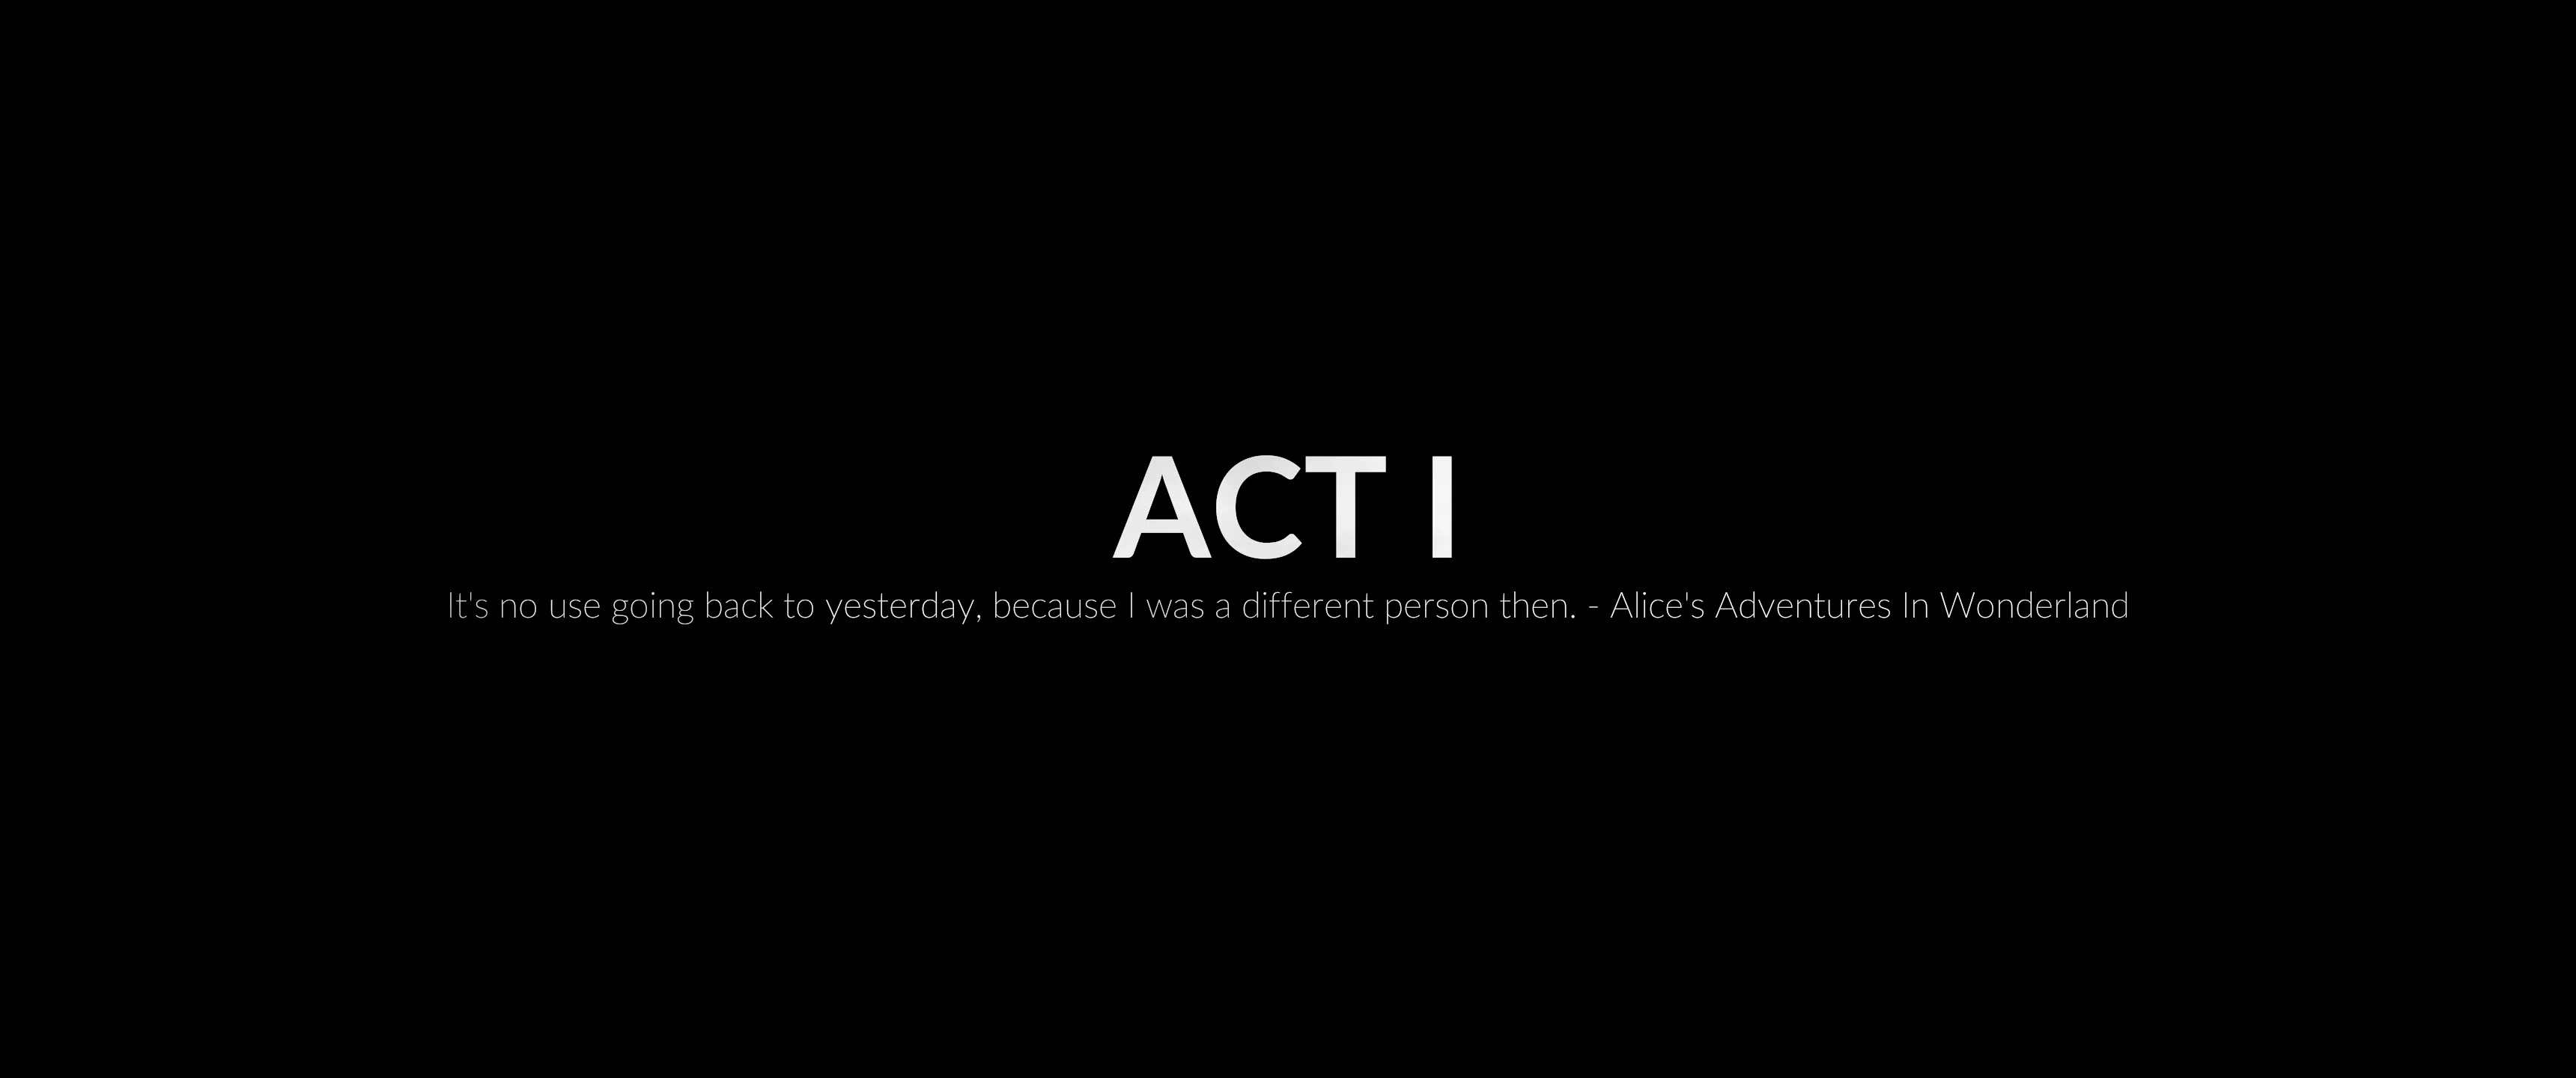 ACT I
It's no use going back to yesterday, because I was a different person then. - Alice's Adventures In Wonderland